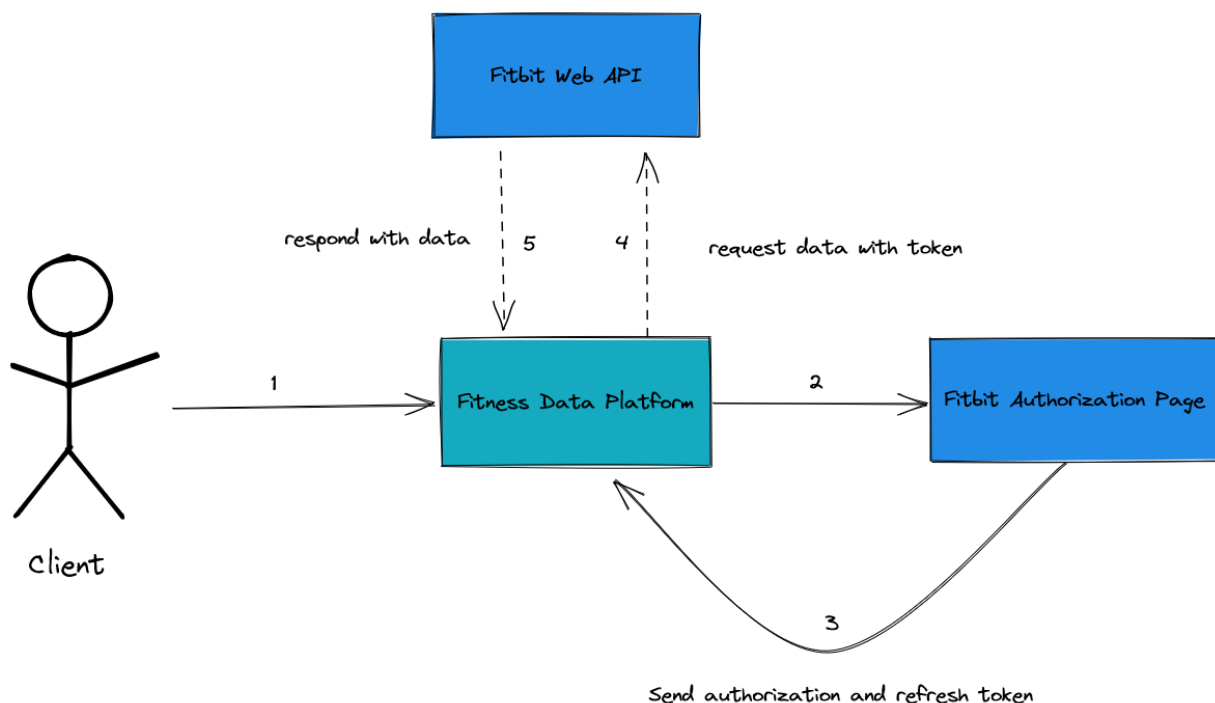 Fitbit Web API
respond with data
5
4
request data with token
1
Fitness Data Platform
2
Fitbit Authorization Page
Client
3
Send authorization and refresh token